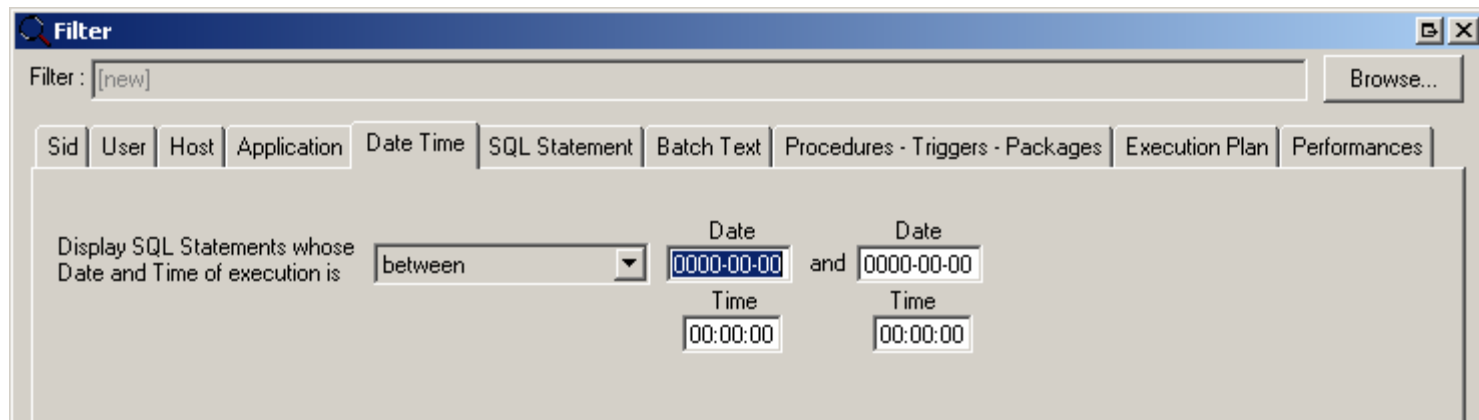 Filter
Filter : [new] Browse...
Sid User Host Application Date Time SQL Statement Batch Text Procedures - Triggers - Packages Execution Plan Performances
Date Date
Display SQL Statements whose
Date and Time of execution is
between 0000-00-00 and 0000-00-00
Time Time
00:00:00 00:00:00